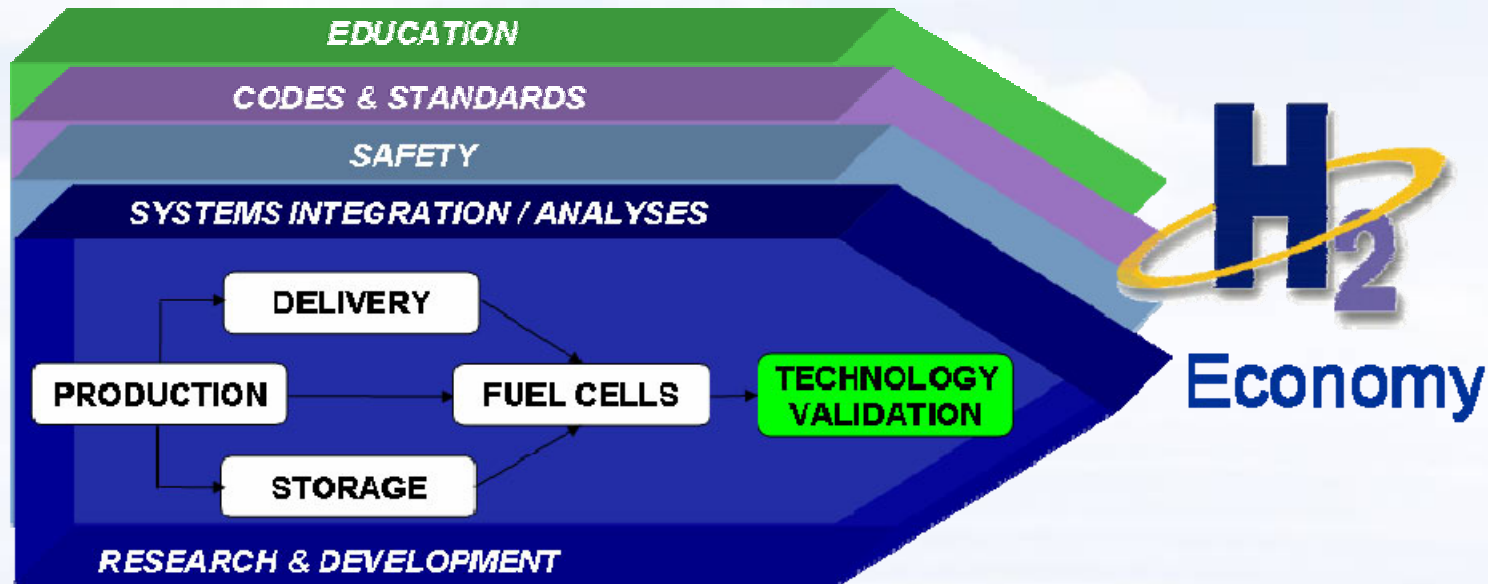 EDUCATION
CODES & STANDARDS
SAFETY
SYSTEMS INTEGRATION / ANALYSES
DELIVERY
PRODUCTION
FUEL CELLS
TECHNOLOGY
VALIDATION
STORAGE
RESEARCH & DEVELOPMENT
H2
Economy